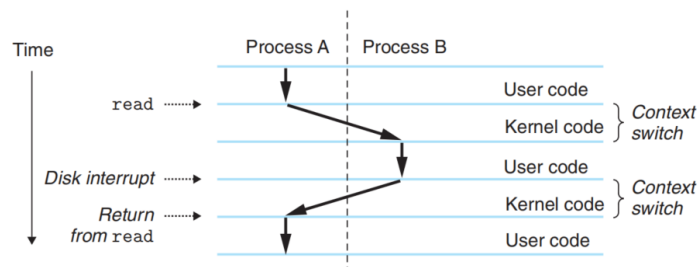 Time
Process A
Process B
User code
read
Kernel code
Context
switch
User code
Disk interrupt
Kernel code
Context
switch
Return
from read
User code